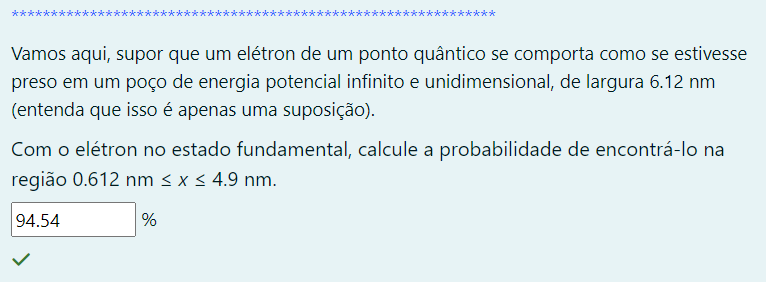 **************************************************************
Vamos aqui, supor que um elétron de um ponto quântico se comporta como se estivesse
preso em um poço de energia potencial infinito e unidimensional, de largura 6.12 nm
(entenda que isso é apenas uma suposição).
Com o elétron no estado fundamental, calcule a probabilidade de encontrá-lo na
região 0.612 nm ≤ x ≤ 4.9 nm.
94.54 %